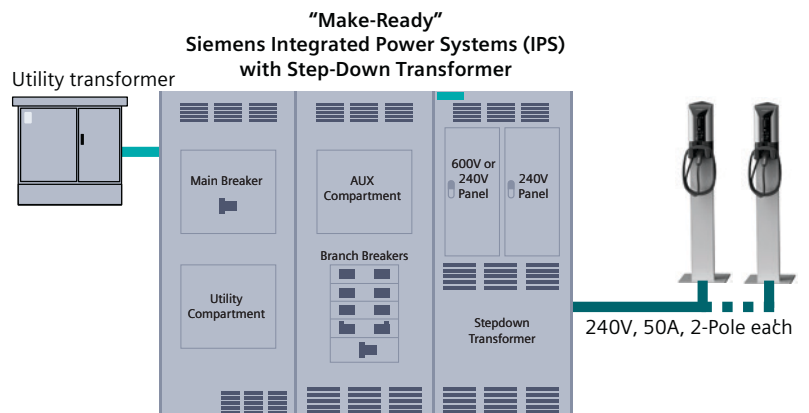 “Make-Ready”
Siemens Integrated Power Systems (IPS)
with Step-Down Transformer
Utility transformer
Main Breaker
Utility
Compartment
AUX
Compartment
Branch Breakers
600V or
240V
Panel
240V
Panel
Stepdown
Transformer
240V, 50A, 2-Pole each